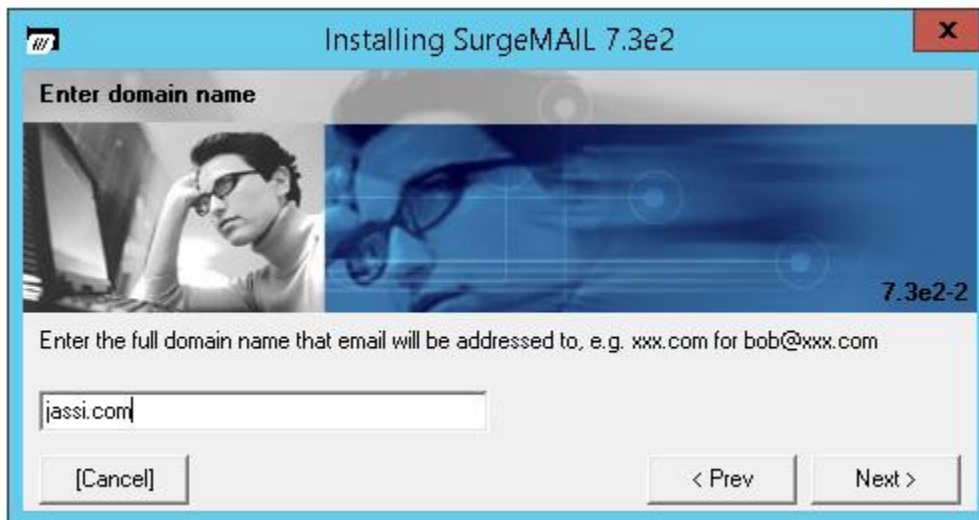 Installing SurgeMAIL 7.3e2
x
Enter domain name
7.3e2-2
Enter the full domain name that email will be addressed to, e.g. xxx.com for bob@xxx.com
jassi.com
[Cancel]
< Prev
Next >